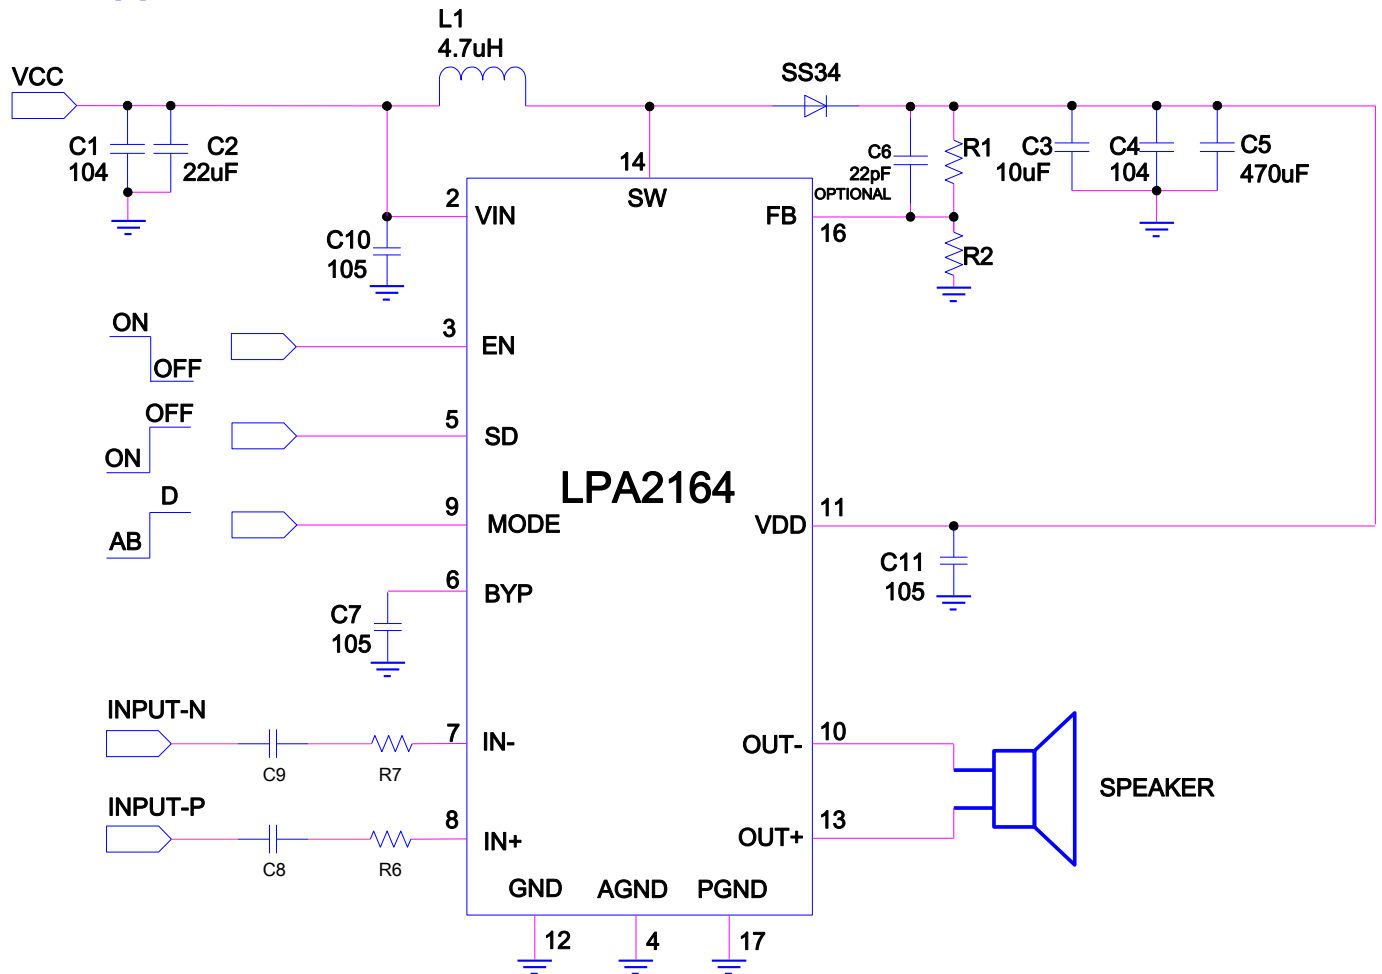 L1
4.7uH
VCC
SS34
C1
104
C2
22uF
C6
22pF
OPTIONAL
R1
C3
10uF
C4
104
C5
470uF
14
SW
2
VIN
FB
16
C10
105
R2
ON
OFF
3
EN
OFF
ON
5
SD
LPA2164
D
AB
9
MODE
11
VDD
6
BYP
C7
105
C11
105
INPUT-N
C9
R7
7
IN-
10
OUT-
SPEAKER
INPUT-P
C8
R6
8
IN+
13
OUT+
GND
AGND
PGND
12
4
17